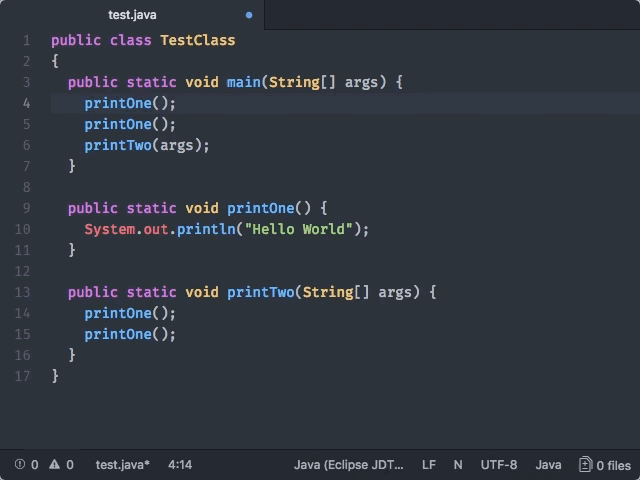 test.java
1 public class TestClass
2 {
3 public static void main(String[] args) {
4 printOne();
5 printOne();
6 printTwo(args);
7 }
8
9 public static void printOne() {
10 System.out.println("Hello World");
11 }
12
13 public static void printTwo(String[] args) {
14 printOne();
15 printOne();
16 }
17 }
0 0 test.java* 4:14 Java (Eclipse JDT... LF N UTF-8 Java 0 files